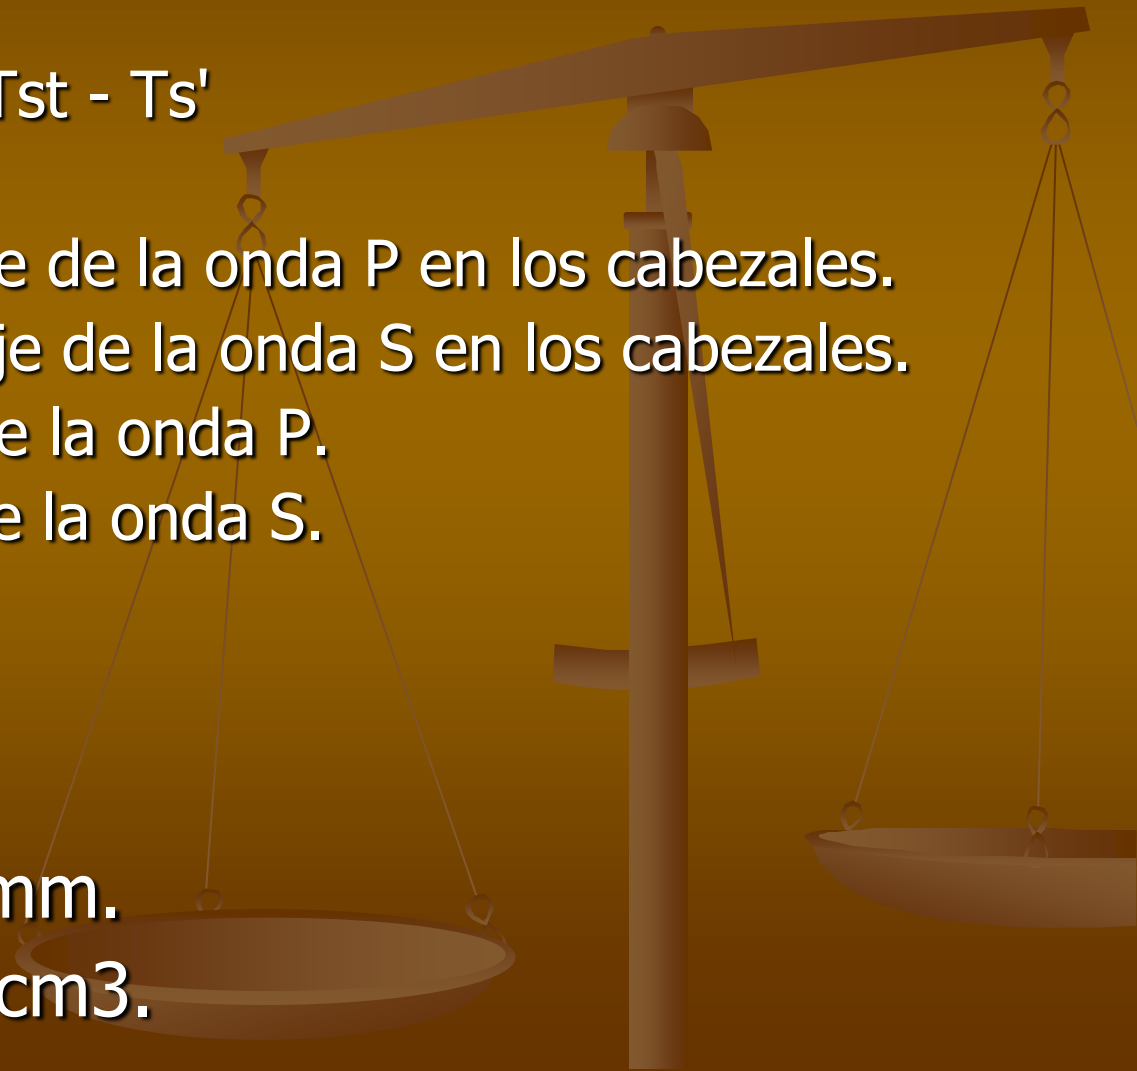 Tst - Ts'
e de la onda P en los cabezales.
je de la onda S en los cabezales.
e la onda P.
e la onda S.
mm.
cm3.